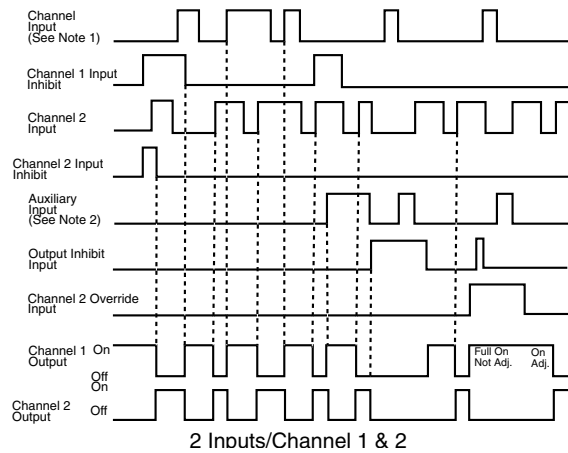 Channel
Input
(See Note 1)
Channel 1 Input
Inhibit
Channel 2
Input
Channel 2 Input
Inhibit
Auxiliary
Input
(See Note 2)
Output Inhibit
Input
Channel 2 Override
Input
Channel 1 On
Output
Off
Full On On
Not Adj. Adj.
On
Channel 2 Off
Output
2 Inputs/Channel 1 & 2